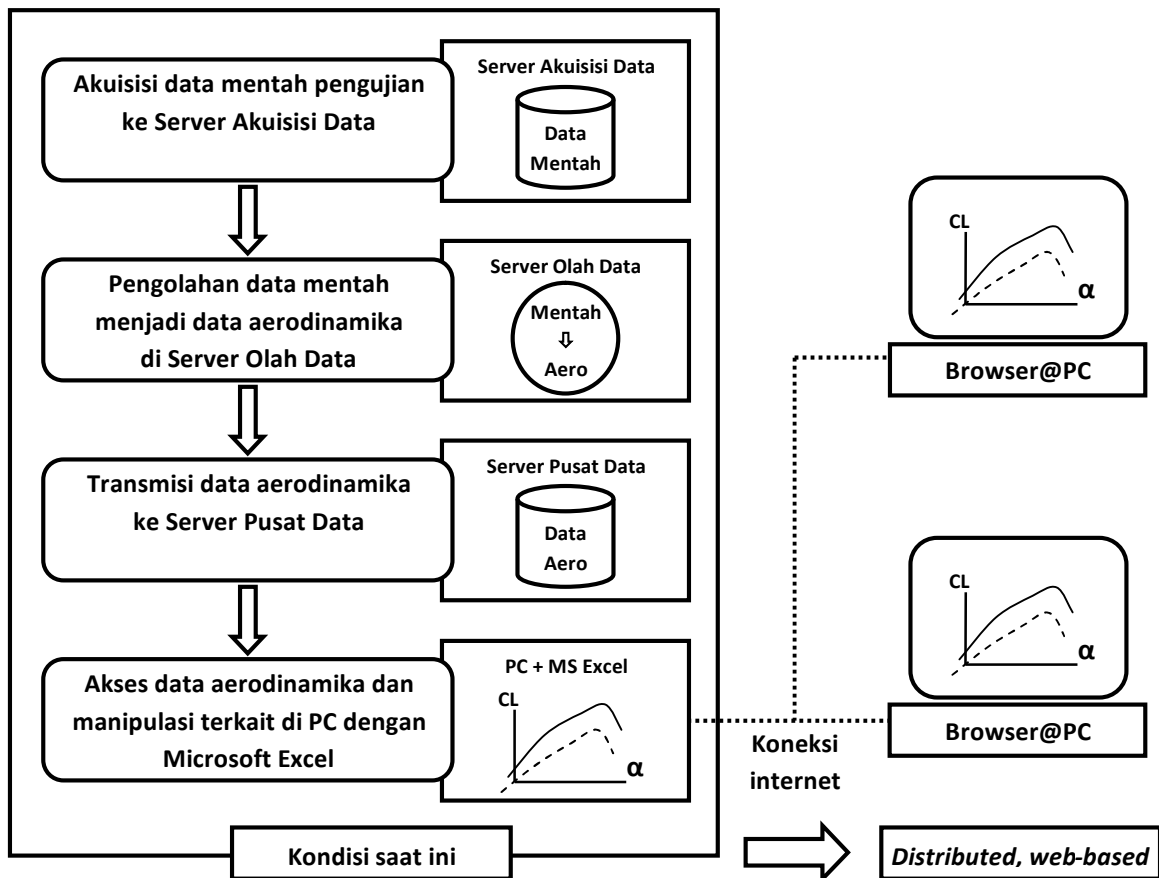 Akuisisi data mentah pengujian
ke Server Akuisisi Data
Server Akuisisi Data
Data
Mentah
Pengolahan data mentah
menjadi data aerodinamika
di Server Olah Data
Server Olah Data
Mentah
Aero
Transmisi data aerodinamika
ke Server Pusat Data
Server Pusat Data
Data
Aero
Akses data aerodinamika dan
manipulasi terkait di PC dengan
Microsoft Excel
PC + MS Excel
CL
α
Kondisi saat ini
CL
α
Browser@PC
CL
α
Browser@PC
Koneksi
internet
Distributed, web-based